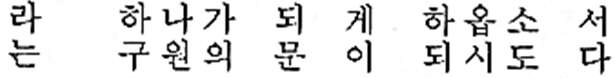 라 하나가 되 게 하옵소 서
는 구원의 문 이 되시도 다